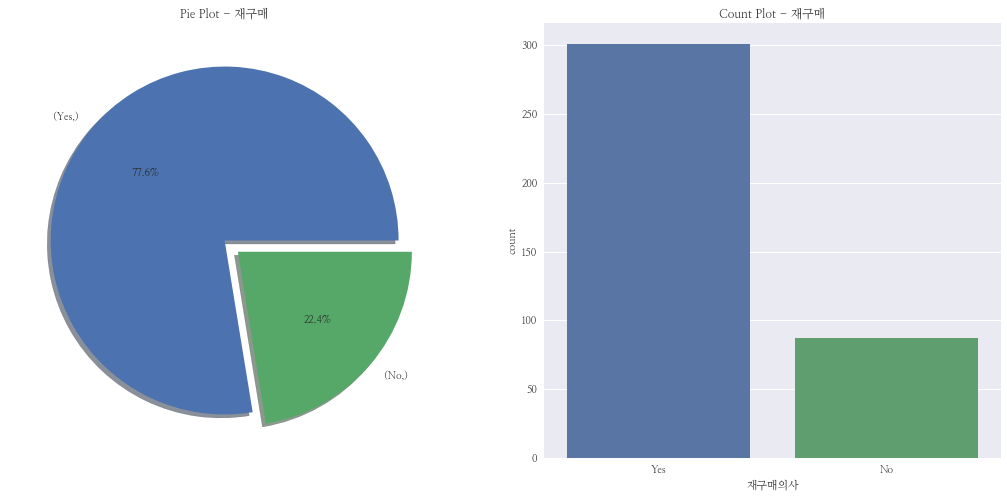 Pie Plot - 재구매
(Yes,)
77.6%
22.4%
(No,)
Count Plot - 재구매
300
250
200
150
100
50
0
count
Yes
No
재구매의사